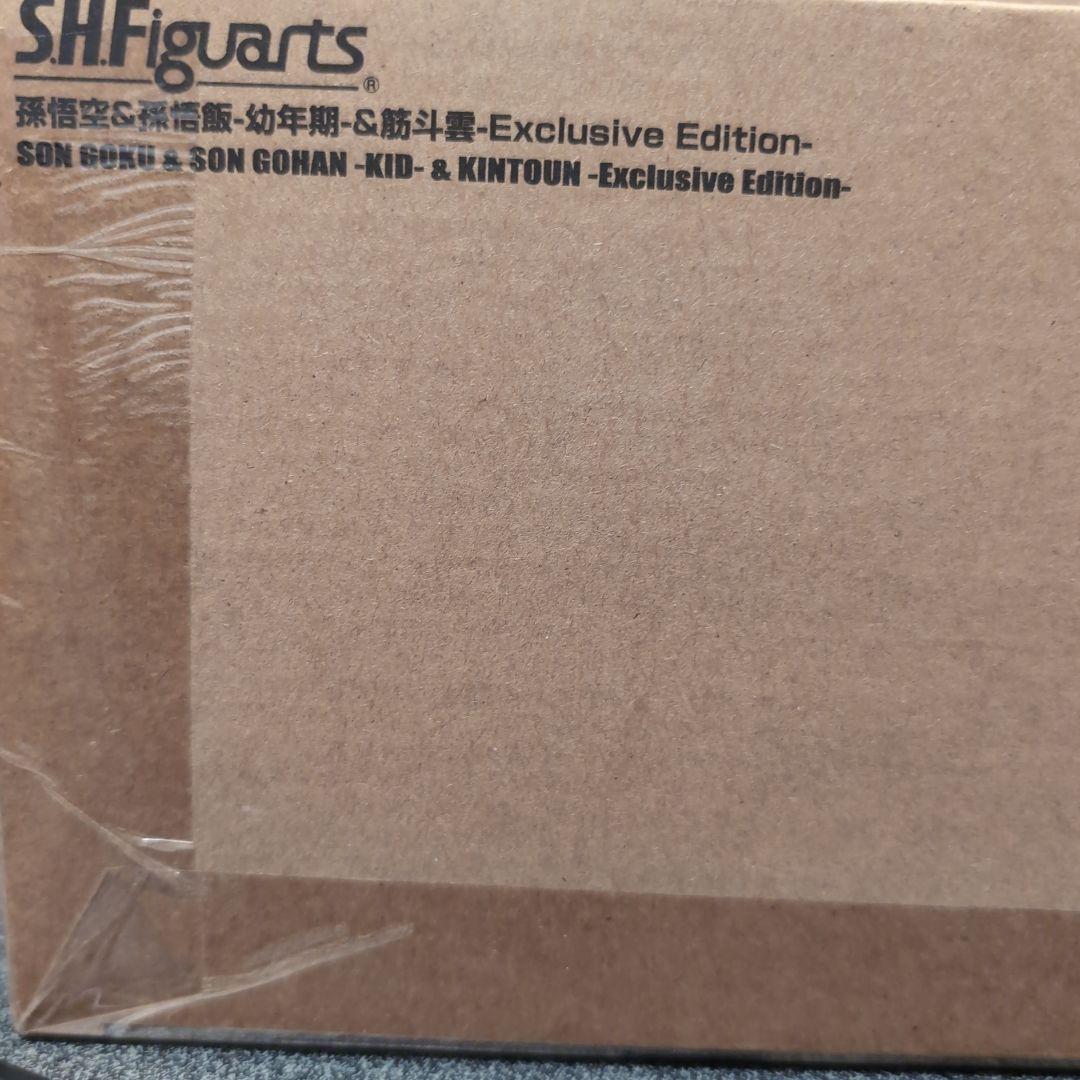 S.H.Figuarts®
孫悟空&孫悟飯-幼年期-&筋斗雲-Exclusive Edition-
SON GOKU & SON GOHAN -KID- & KINTOUN -Exclusive Edition-